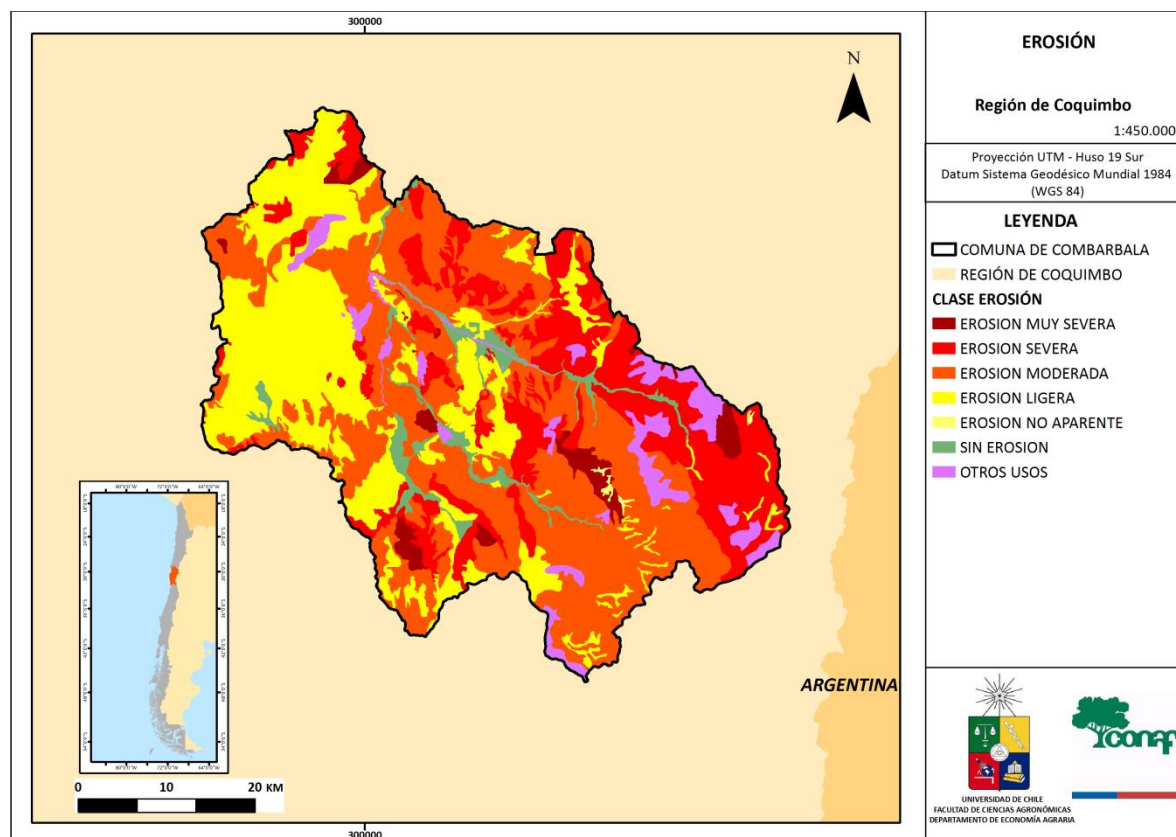 300000
N
ARGENTINA
0 10 20 KM
300000
EROSIÓN
Región de Coquimbo
1:450.000
Proyección UTM - Huso 19 Sur
Datum Sistema Geodésico Mundial 1984
(WGS 84)
LEYENDA
COMUNA DE COMBARBALA
REGIÓN DE COQUIMBO
CLASE EROSIÓN
EROSION MUY SEVERA
EROSION SEVERA
EROSION MODERADA
EROSION LIGERA
EROSION NO APARENTE
SIN EROSION
OTROS USOS
UNIVERSIDAD DE CHILE
FACULTAD DE CIENCIAS AGRONÓMICAS
DEPARTAMENTO DE ECONOMÍA AGRARIA
conaf